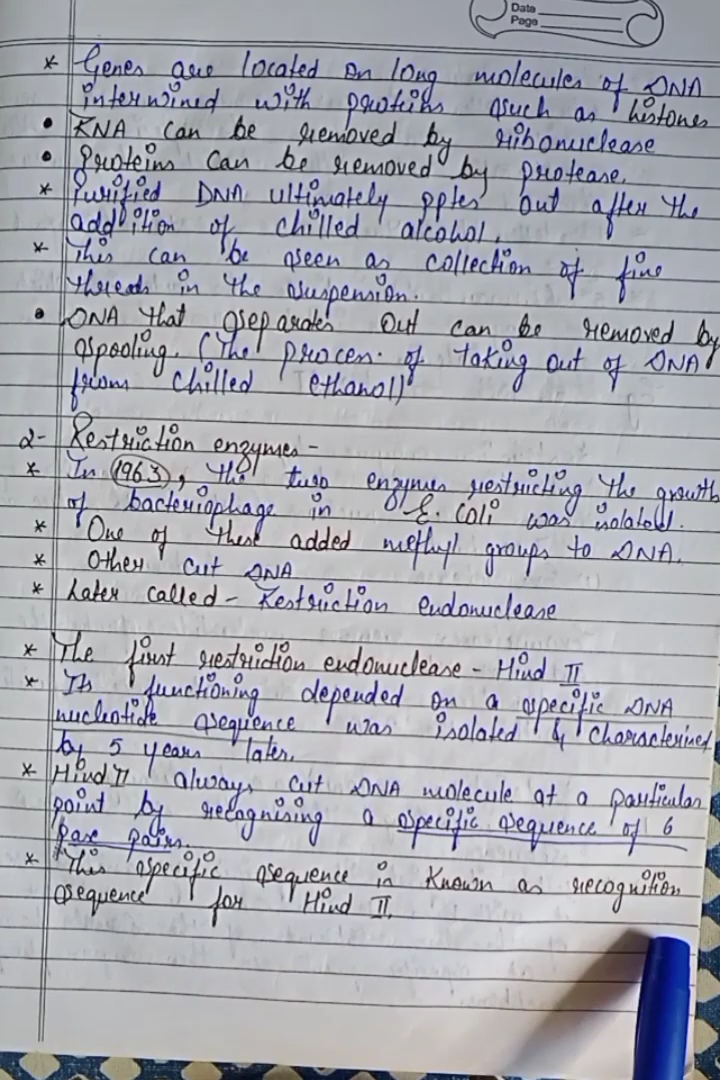 Date
Page
* Genes are located on long molecules of DNA
interwined with proteins such as histones
• RNA can be removed by ribonuclease
• Proteins can be removed by protease.
* Purified DNA ultimately pptes out after the
addition of chilled alcohol.
* This can be seen as collection of fine
threads in the suspension.
• DNA that separates out can be removed by
spooling. (The process. of taking out of DNA
from chilled ethanol)
2- Restriction enzymes -
* In 1963, the two enzymes restricting the growth
of bacteriophage in E. coli was isolated.
* One of these added methyl groups to DNA.
* Other cut DNA
* Later called - Restriction endonuclease
* The first restriction endonuclease - Hind II
* Its functioning depended on a specific DNA
nucleotide sequence was isolated & characterised
by 5 years later.
* Hind II always cut DNA molecule at a particular
point by recognising a specific sequence of 6
base pairs.
* This specific sequence is known as recognition
sequence for Hind II.